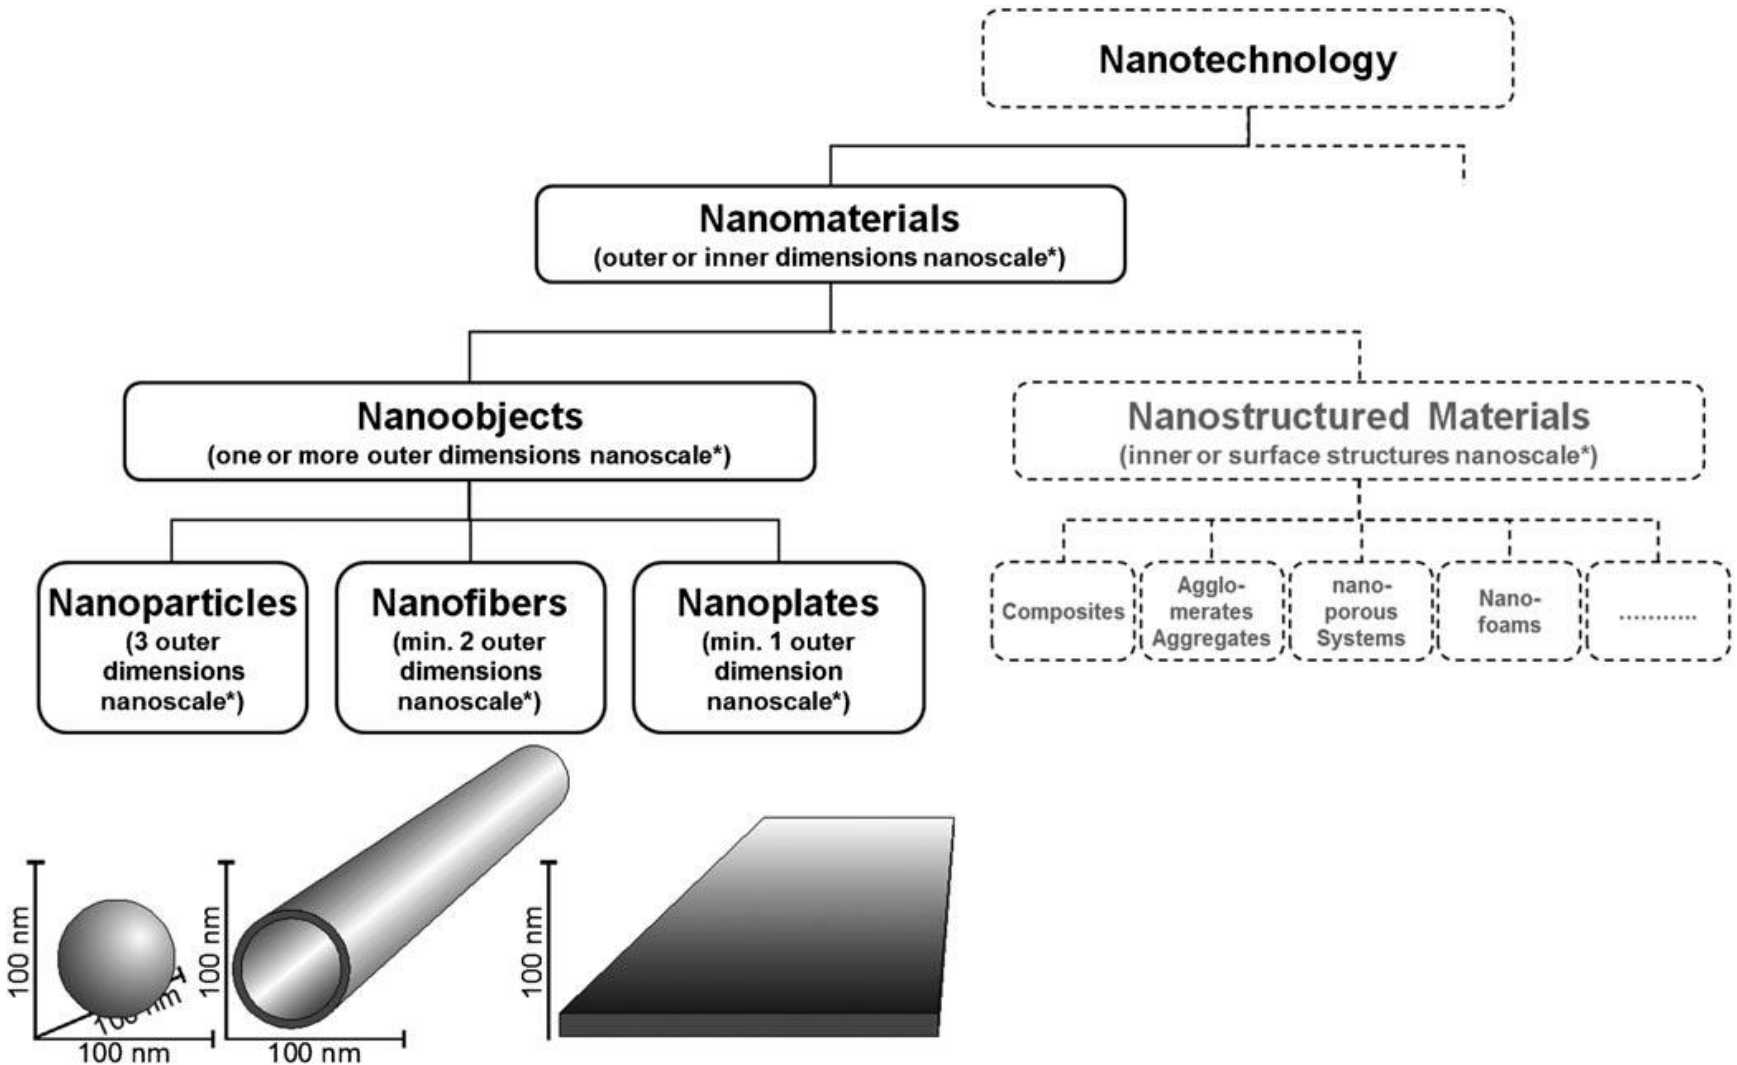 Nanotechnology
Nanomaterials
(outer or inner dimensions nanoscale*)
Nanoobjects
(one or more outer dimensions nanoscale*)
Nanostructured Materials
(inner or surface structures nanoscale*)
Nanoparticles
(3 outer
dimensions
nanoscale*)
Nanofibers
(min. 2 outer
dimensions
nanoscale*)
Nanoplates
(min. 1 outer
dimension
nanoscale*)
Composites
Agglo-
merates
Aggregates
nano-
porous
Systems
Nano-
foams
...........
100 nm
100 nm
100 nm
100 nm
100 nm
100 nm